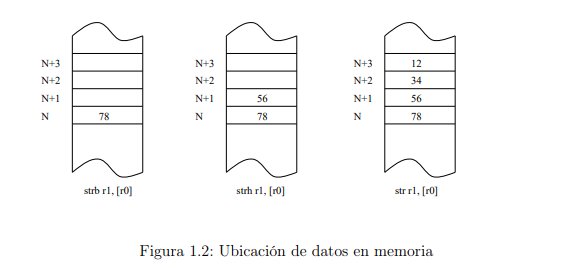 N+3 N+3 N+3 12
N+2 N+2 N+2 34
N+1 N+1 56 N+1 56
N 78 N 78 N 78
strb r1, [r0] strh r1, [r0] str r1, [r0]
Figura 1.2: Ubicación de datos en memoria